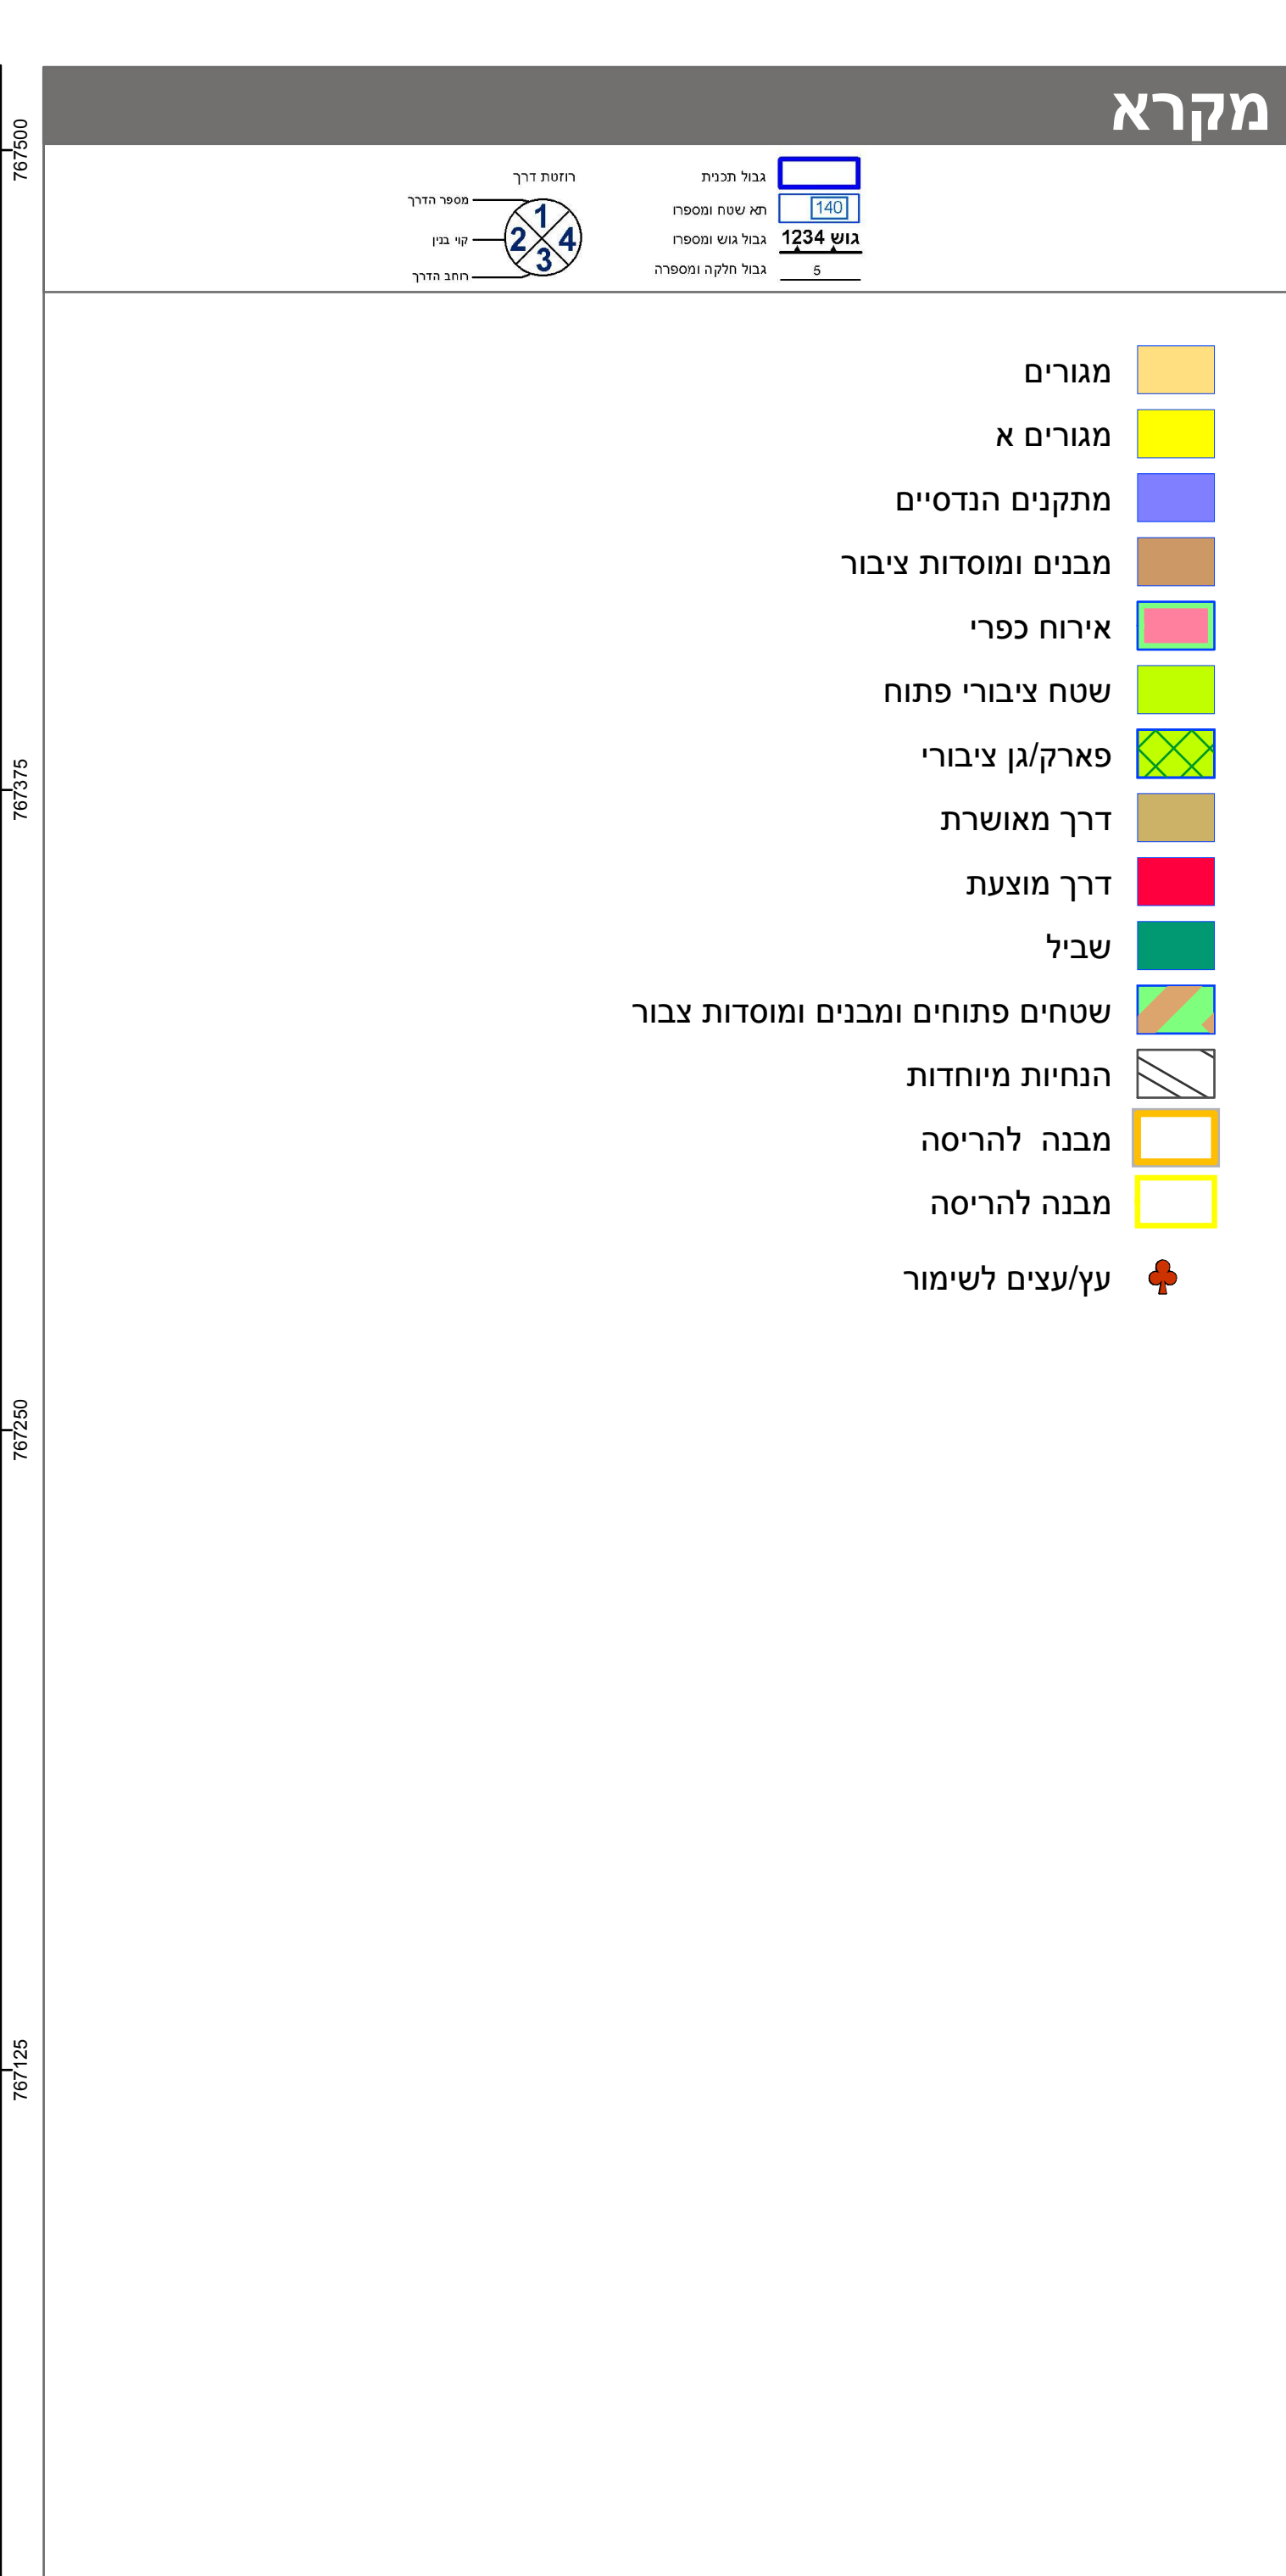 מקרא
גבול תכנית
תא שטח ומספרו 140
גבול גוש ומספרו גוש 1234
גבול חלקה ומספרה 5
רוזטת דרך
מספר הדרך
קוי בנין
רוחב הדרך
1
2 4
3
מגורים
מגורים א
מתקנים הנדסיים
מבנים ומוסדות ציבור
אירוח כפרי
שטח ציבורי פתוח
פארק/גן ציבורי
דרך מאושרת
דרך מוצעת
שביל
שטחים פתוחים ומבנים ומוסדות צבור
הנחיות מיוחדות
מבנה להריסה
מבנה להריסה
עץ/עצים לשימור
767500
767375
767250
767125